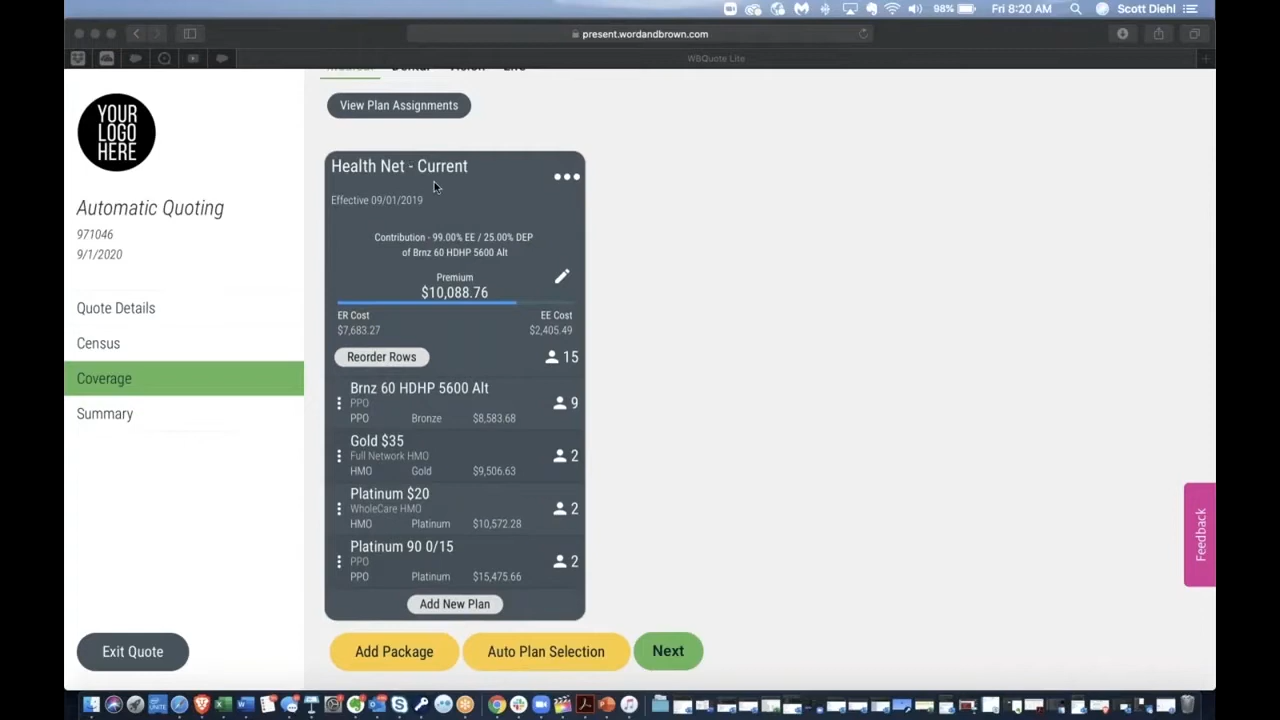 98% Fri 8:20 AM Scott Diehl
present.wordandbrown.com
WBQuote Lite
View Plan Assignments
YOUR
LOGO
HERE
Automatic Quoting
971046
9/1/2020
Quote Details
Census
Coverage
Summary
Exit Quote
Health Net - Current
Effective 09/01/2019
Contribution - 99.00% EE / 25.00% DEP
of Brnz 60 HDHP 5600 Alt
Premium
$10,088.76
ER Cost EE Cost
$7,683.27 $2,405.49
Reorder Rows 15
Brnz 60 HDHP 5600 Alt
PPO 9
PPO Bronze $8,583.68
Gold $35
Full Network HMO 2
HMO Gold $9,506.63
Platinum $20
WholeCare HMO 2
HMO Platinum $10,572.28
Platinum 90 0/15
PPO 2
PPO Platinum $15,475.66
Add New Plan
Add Package Auto Plan Selection Next
Feedback